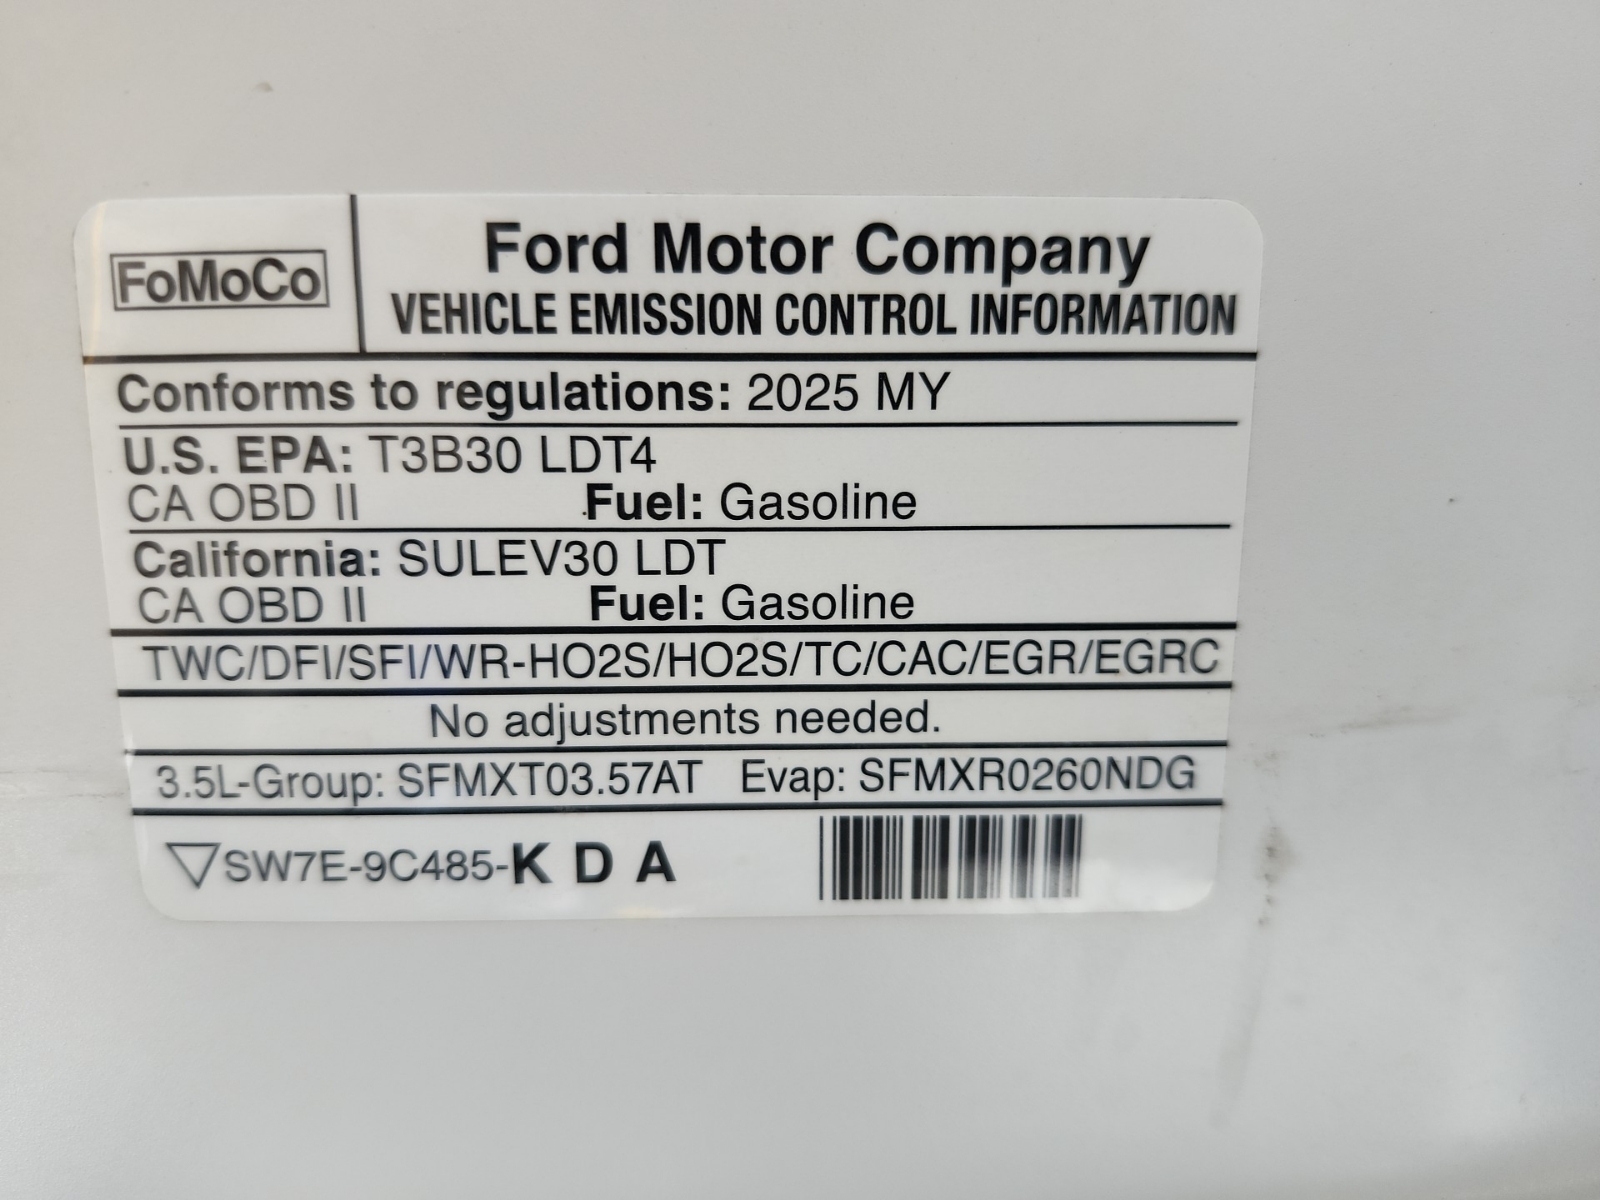 FoMoCo
Ford Motor Company
VEHICLE EMISSION CONTROL INFORMATION
Conforms to regulations: 2025 MY
U.S. EPA: T3B30 LDT4
CA OBD II Fuel: Gasoline
California: SULEV30 LDT
CA OBD II Fuel: Gasoline
TWC/DFI/SFI/WR-HO2S/HO2S/TC/CAC/EGR/EGRC
No adjustments needed.
3.5L-Group: SFMXT03.57AT Evap: SFMXR0260NDG
SW7E-9C485-K D A